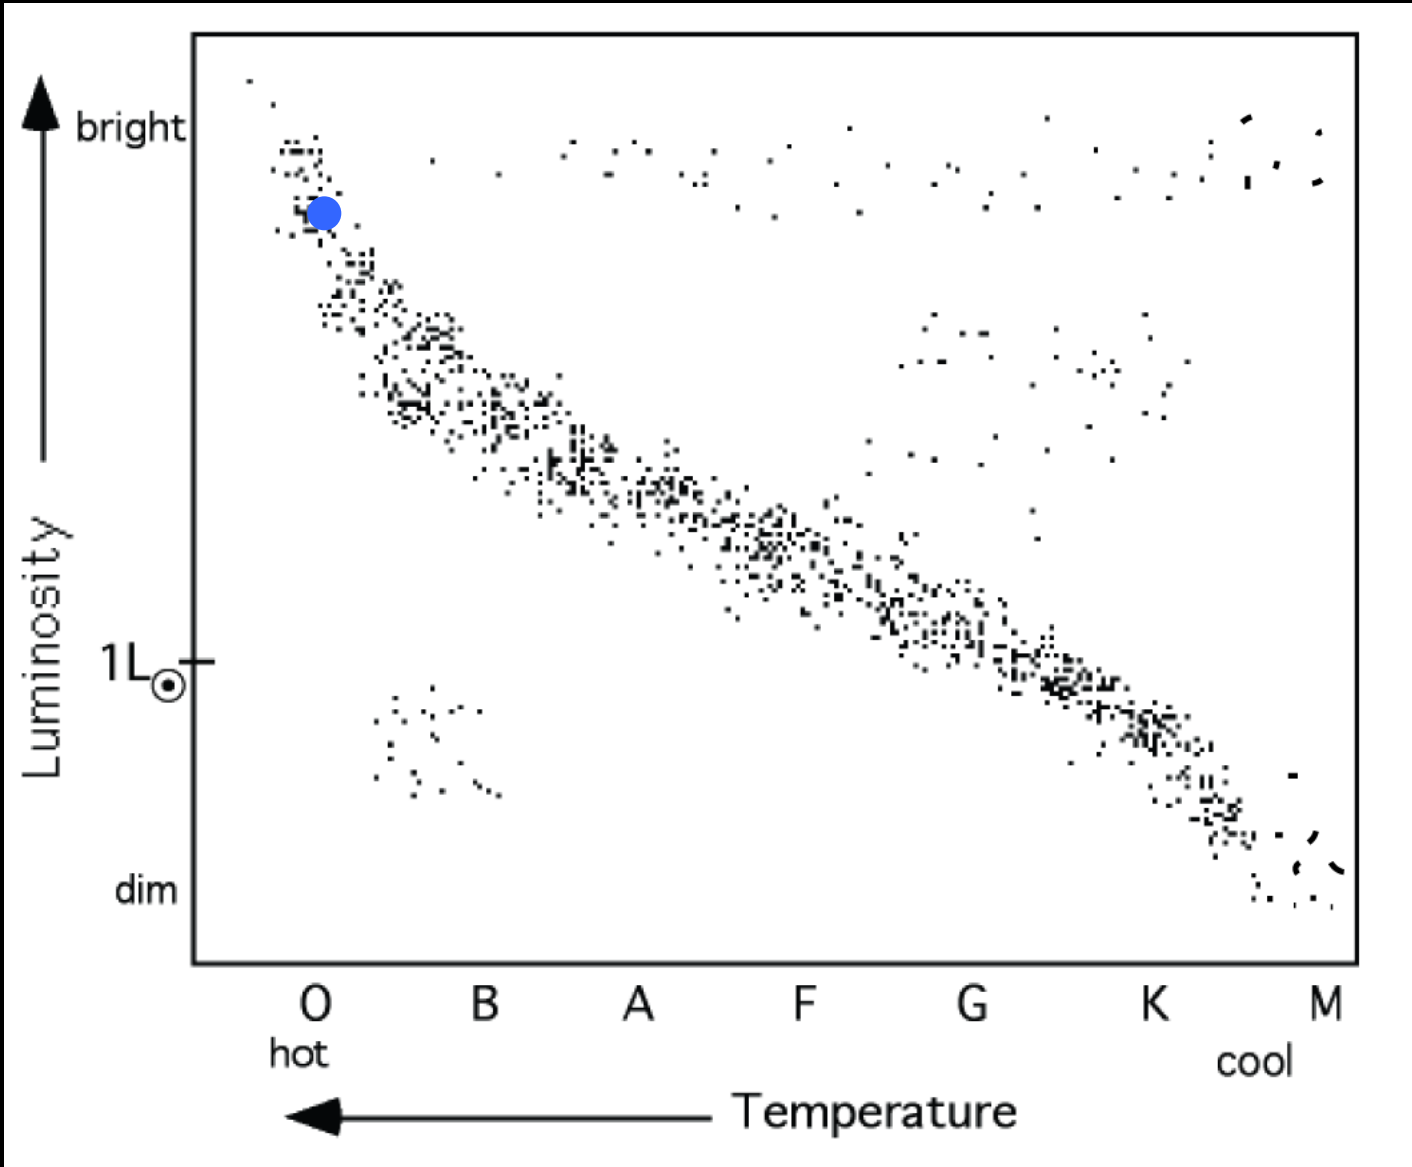 bright
Luminosity
1L☉
dim
O B A F G K M
hot cool
Temperature